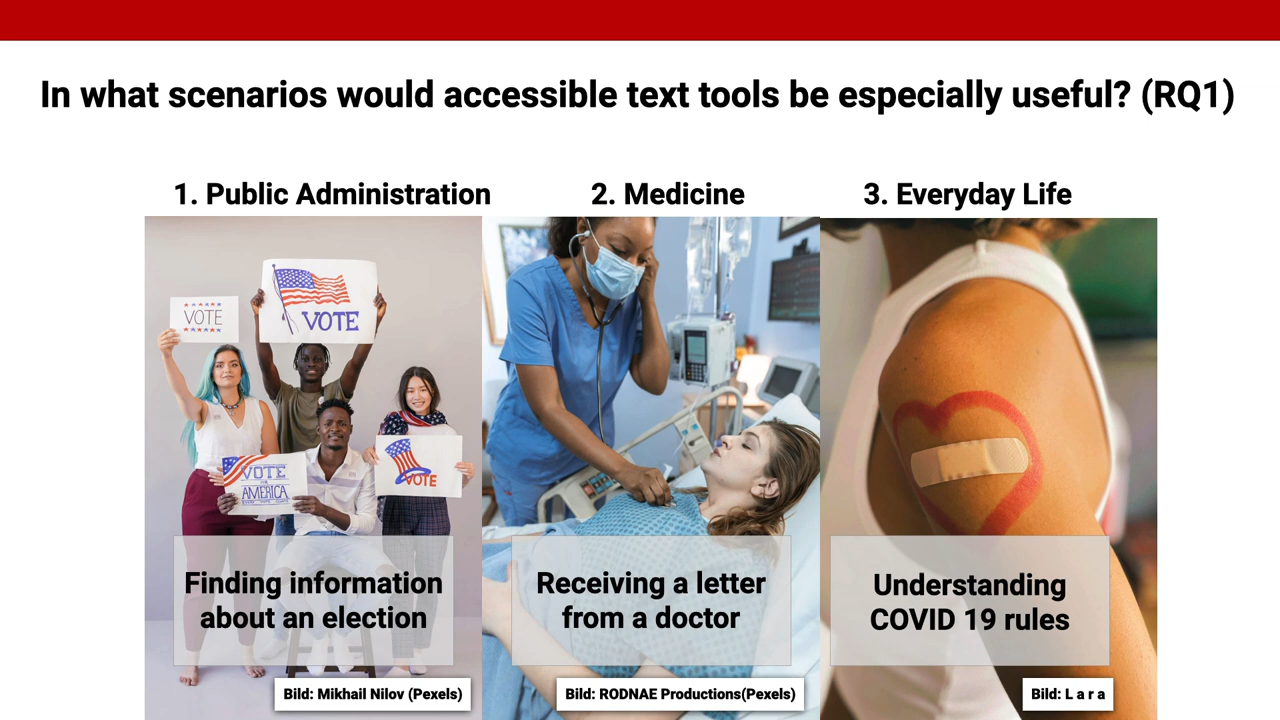 In what scenarios would accessible text tools be especially useful? (RQ1)
1. Public Administration
2. Medicine
3. Everyday Life
VOTE
VOTE
VOTE
AMERICA
VOTE
Finding information
about an election
Receiving a letter
from a doctor
Understanding
COVID 19 rules
Bild: Mikhail Nilov (Pexels)
Bild: RODNAE Productions(Pexels)
Bild: L a r a